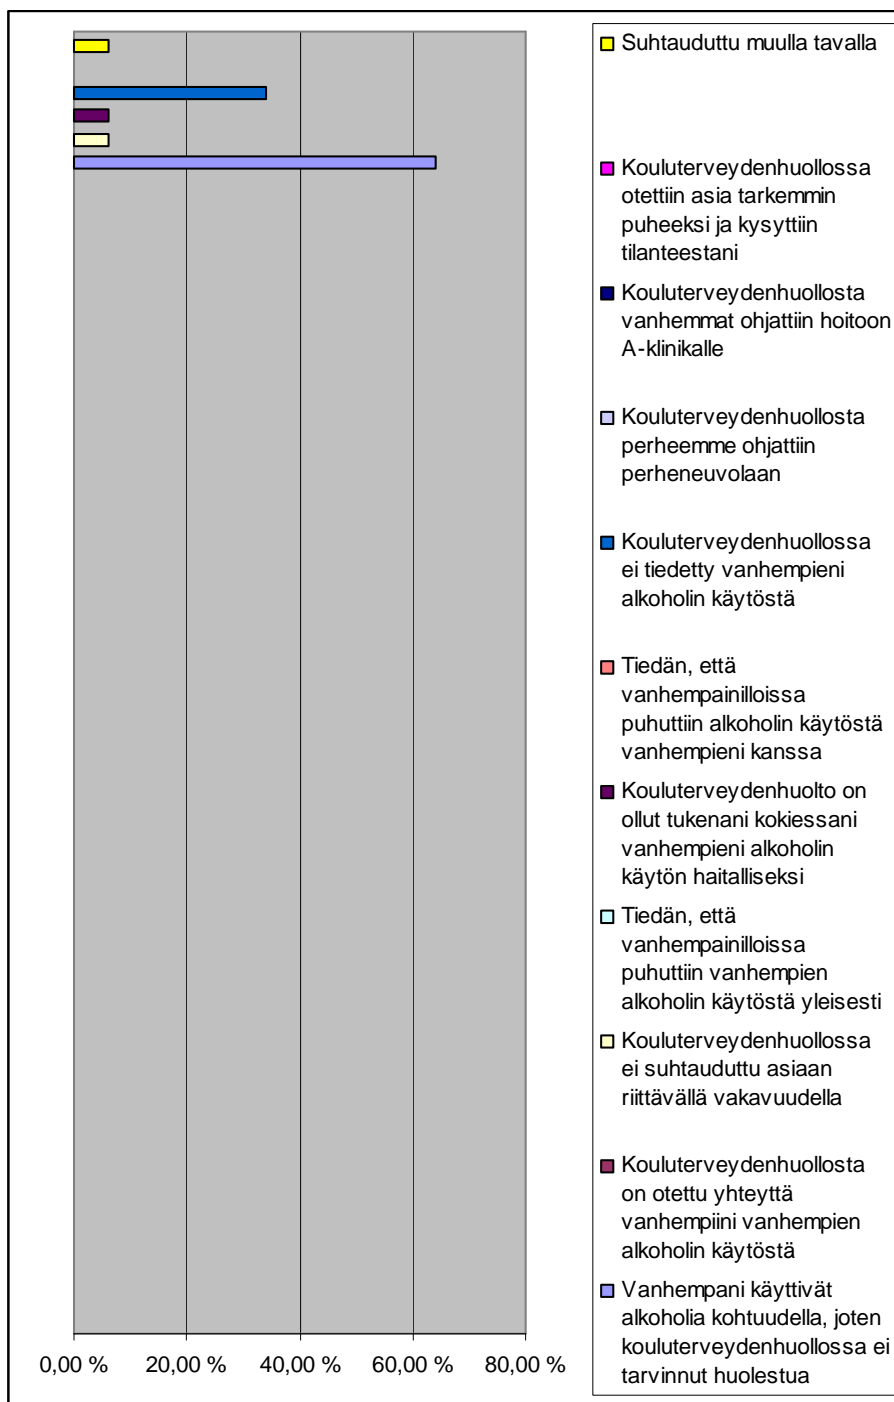 Suhtauduttu muulla tavalla
Kouluterveydenhuollossa
otettiin asia tarkemmin
puheeksi ja kysyttiin
tilanteestani
Kouluterveydenhuollosta
vanhemmat ohjattiin hoitoon
A-klinikalle
Kouluterveydenhuollosta
perheemme ohjattiin
perheneuvolaan
Kouluterveydenhuollossa
ei tiedetty vanhempieni
alkoholin käytöstä
Tiedän, että
vanhempainilloissa
puhuttiin alkoholin käytöstä
vanhempieni kanssa
Kouluterveydenhuolto on
ollut tukenani kokiessani
vanhempieni alkoholin
käytön haitalliseksi
Tiedän, että
vanhempainilloissa
puhuttiin vanhempien
alkoholin käytöstä yleisesti
Kouluterveydenhuollossa
ei suhtauduttu asiaan
riittävällä vakavuudella
Kouluterveydenhuollosta
on otettu yhteyttä
vanhempiini vanhempien
alkoholin käytöstä
Vanhempani käyttivät
alkoholia kohtuudella, joten
kouluterveydenhuollossa ei
tarvinnut huolestua
0,00 % 20,00 % 40,00 % 60,00 % 80,00 %